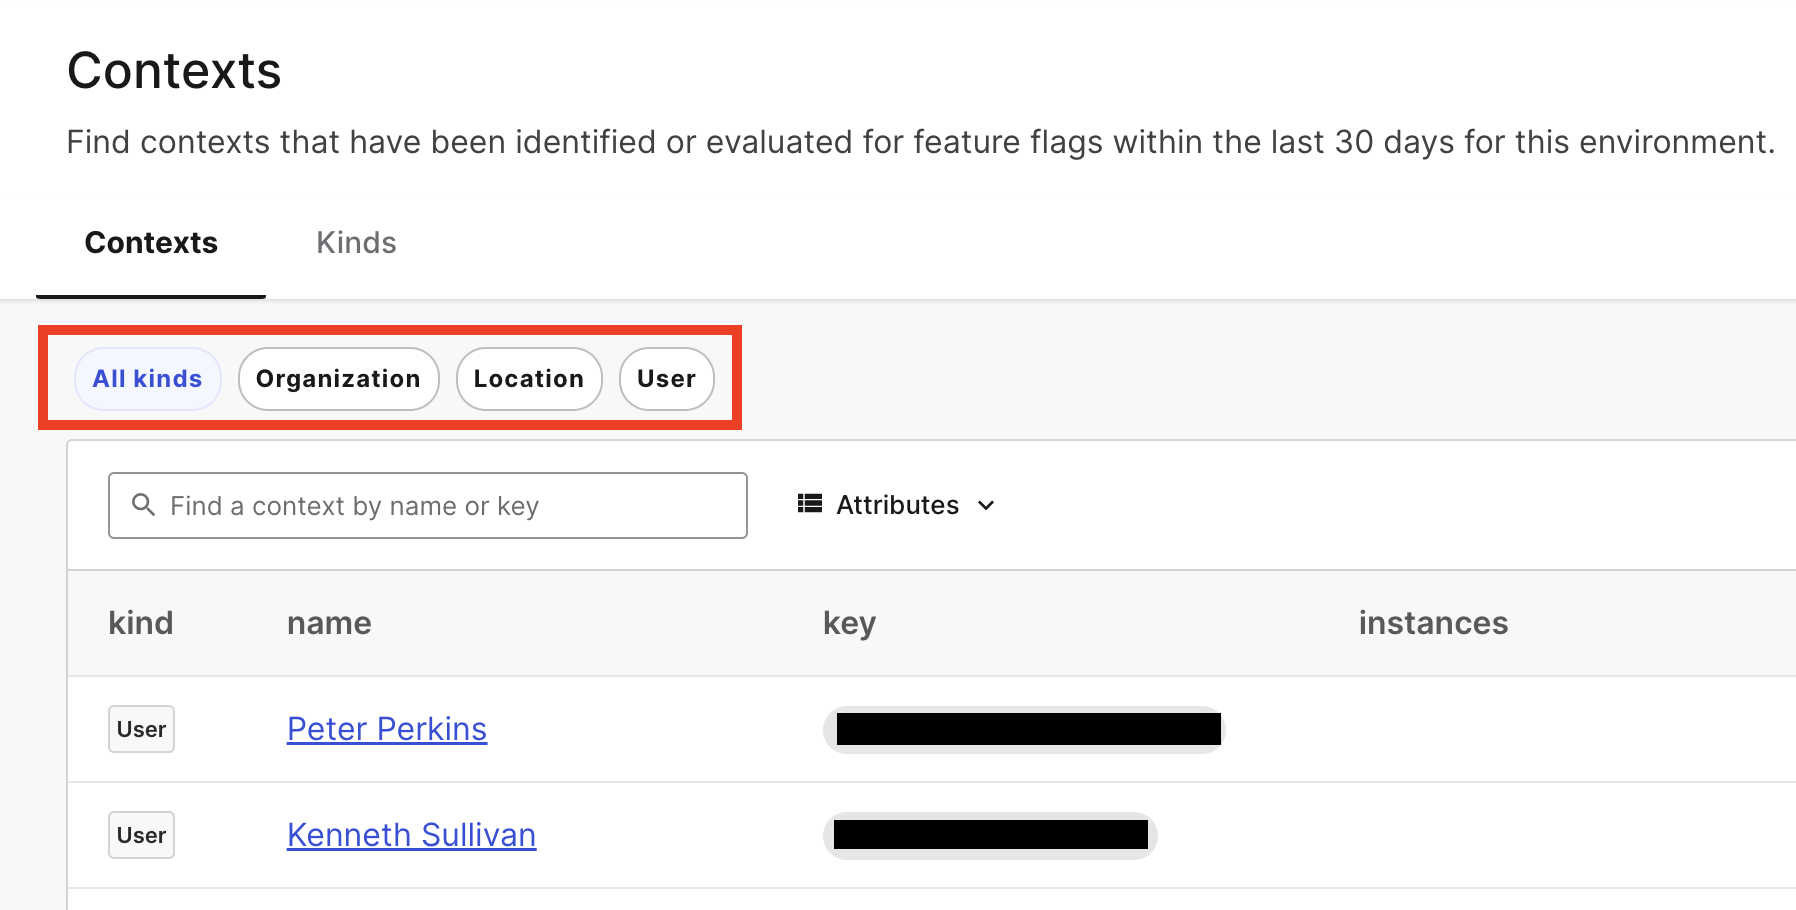 Contexts
Find contexts that have been identified or evaluated for feature flags within the last 30 days for this environment.
Contexts Kinds
All kinds Organization Location User
Find a context by name or key Attributes
kind name key instances
User Peter Perkins
User Kenneth Sullivan